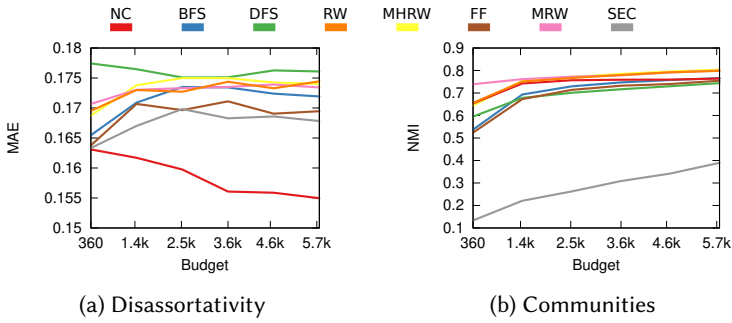 NC BFS DFS RW MHRW FF MRW SEC
0.18
0.175
0.17
0.165
0.16
0.155
0.15
MAE
360 1.4k 2.5k 3.6k 4.6k 5.7k
Budget
(a) Disassortativity
0.9
0.8
0.7
0.6
0.5
0.4
0.3
0.2
0.1
NMI
360 1.4k 2.5k 3.6k 4.6k 5.7k
Budget
(b) Communities